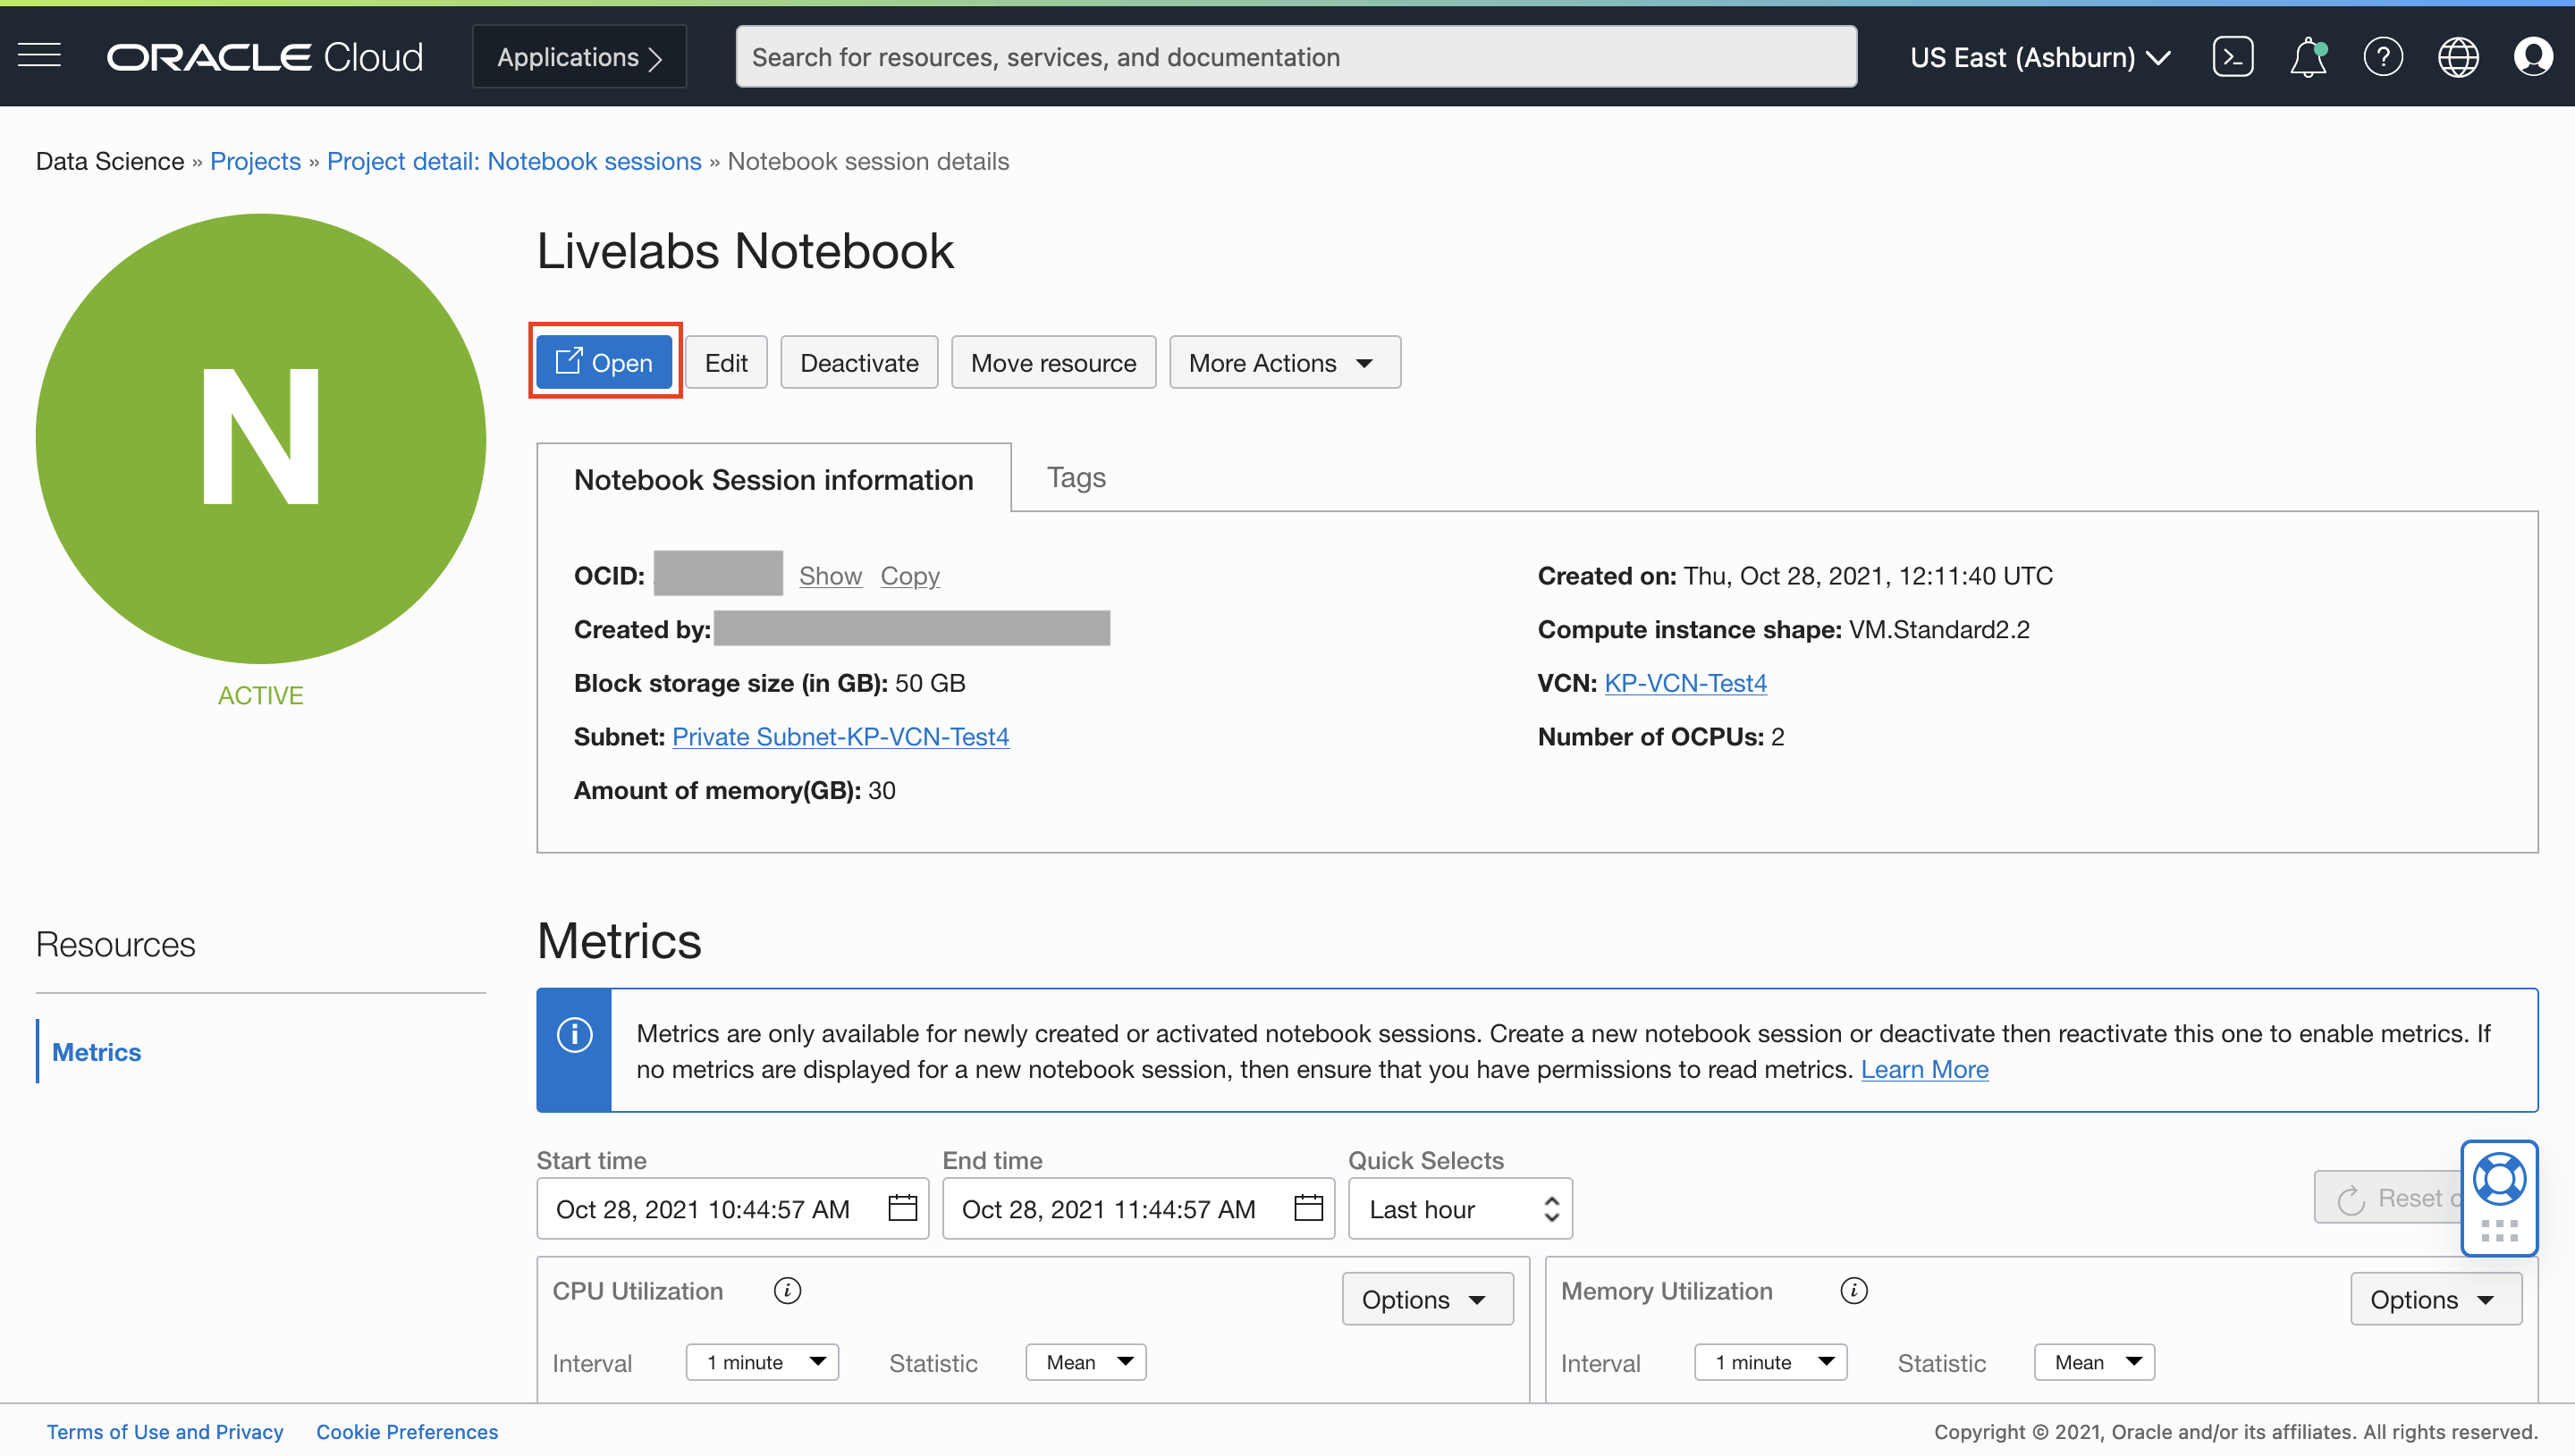 ORACLE Cloud
Applications
Search for resources, services, and documentation
US East (Ashburn)
Data Science » Projects » Project detail: Notebook sessions » Notebook session details
N
ACTIVE
Livelabs Notebook
Open
Edit
Deactivate
Move resource
More Actions
Notebook Session information
Tags
OCID: Show Copy
Created by:
Block storage size (in GB): 50 GB
Subnet: Private Subnet-KP-VCN-Test4
Amount of memory(GB): 30
Created on: Thu, Oct 28, 2021, 12:11:40 UTC
Compute instance shape: VM.Standard2.2
VCN: KP-VCN-Test4
Number of OCPUs: 2
Resources
Metrics
Metrics
Metrics are only available for newly created or activated notebook sessions. Create a new notebook session or deactivate then reactivate this one to enable metrics. If
no metrics are displayed for a new notebook session, then ensure that you have permissions to read metrics. Learn More
Start time
Oct 28, 2021 10:44:57 AM
End time
Oct 28, 2021 11:44:57 AM
Quick Selects
Last hour
Reset
CPU Utilization
Options
Interval
1 minute
Statistic
Mean
Memory Utilization
Options
Interval
1 minute
Statistic
Mean
Terms of Use and Privacy
Cookie Preferences
Copyright © 2021, Oracle and/or its affiliates. All rights reserved.